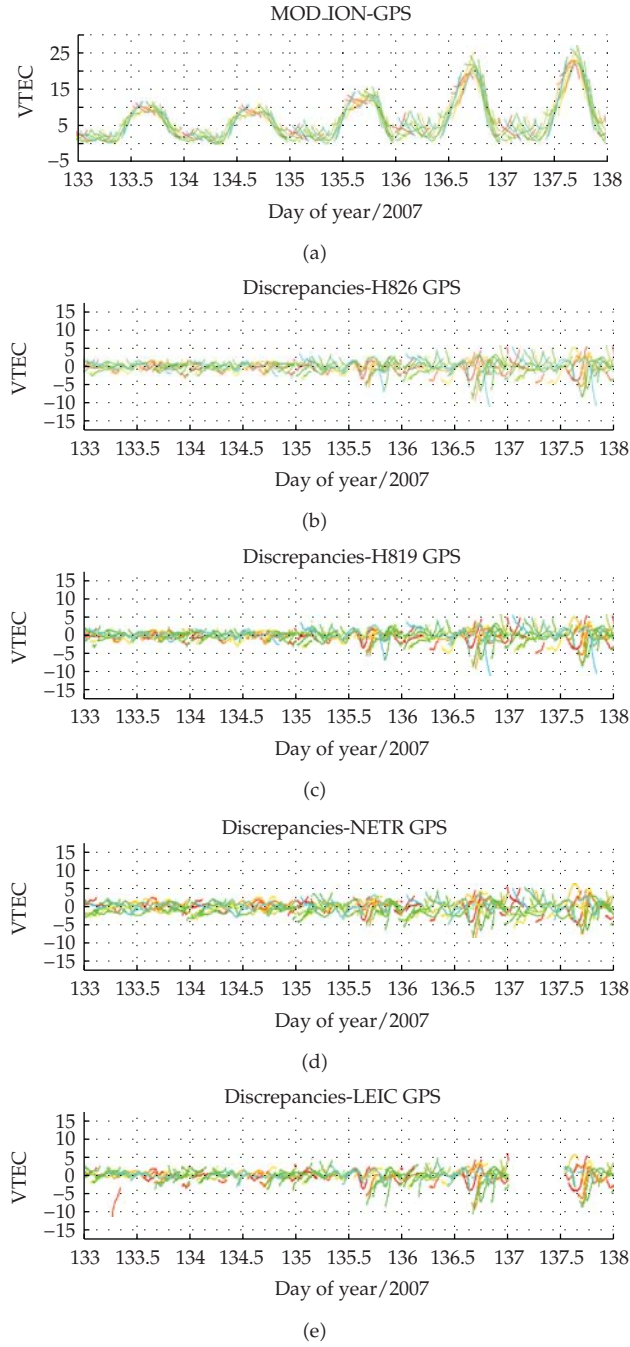 MOD_ION-GPS
VTEC
25
15
5
−5
133 133.5 134 134.5 135 135.5 136 136.5 137 137.5 138
Day of year/2007
(a)
Discrepancies-H826 GPS
VTEC
15
10
5
0
−5
−10
−15
133 133.5 134 134.5 135 135.5 136 136.5 137 137.5 138
Day of year/2007
(b)
Discrepancies-H819 GPS
VTEC
15
10
5
0
−5
−10
−15
133 133.5 134 134.5 135 135.5 136 136.5 137 137.5 138
Day of year/2007
(c)
Discrepancies-NETR GPS
VTEC
15
10
5
0
−5
−10
−15
133 133.5 134 134.5 135 135.5 136 136.5 137 137.5 138
Day of year/2007
(d)
Discrepancies-LEIC GPS
VTEC
15
10
5
0
−5
−10
−15
133 133.5 134 134.5 135 135.5 136 136.5 137 137.5 138
Day of year/2007
(e)